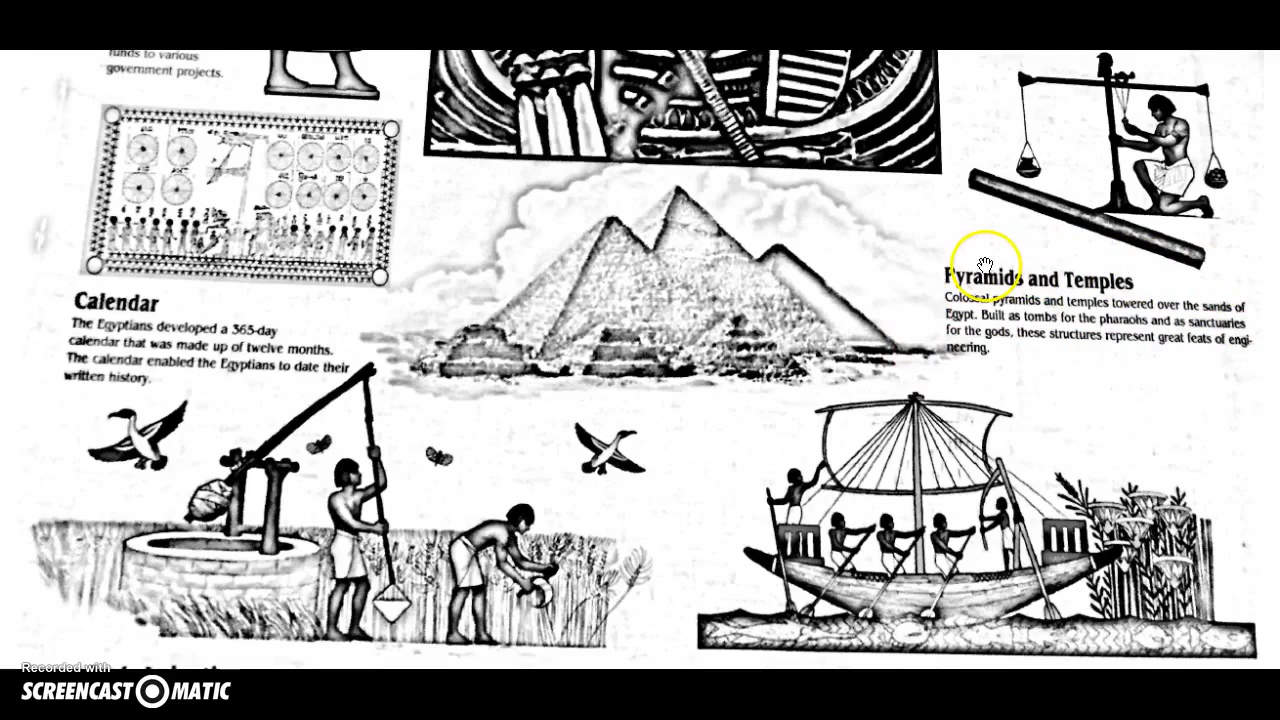 funds to various
government projects.
Calendar
The Egyptians developed a 365-day
calendar that was made up of twelve months.
The calendar enabled the Egyptians to date their
written history.
Pyramids and Temples
Colossal pyramids and temples towered over the sands of
Egypt. Built as tombs for the pharaohs and as sanctuaries
for the gods, these structures represent great feats of engi-
neering.
Recorded with
SCREENCAST MATIC